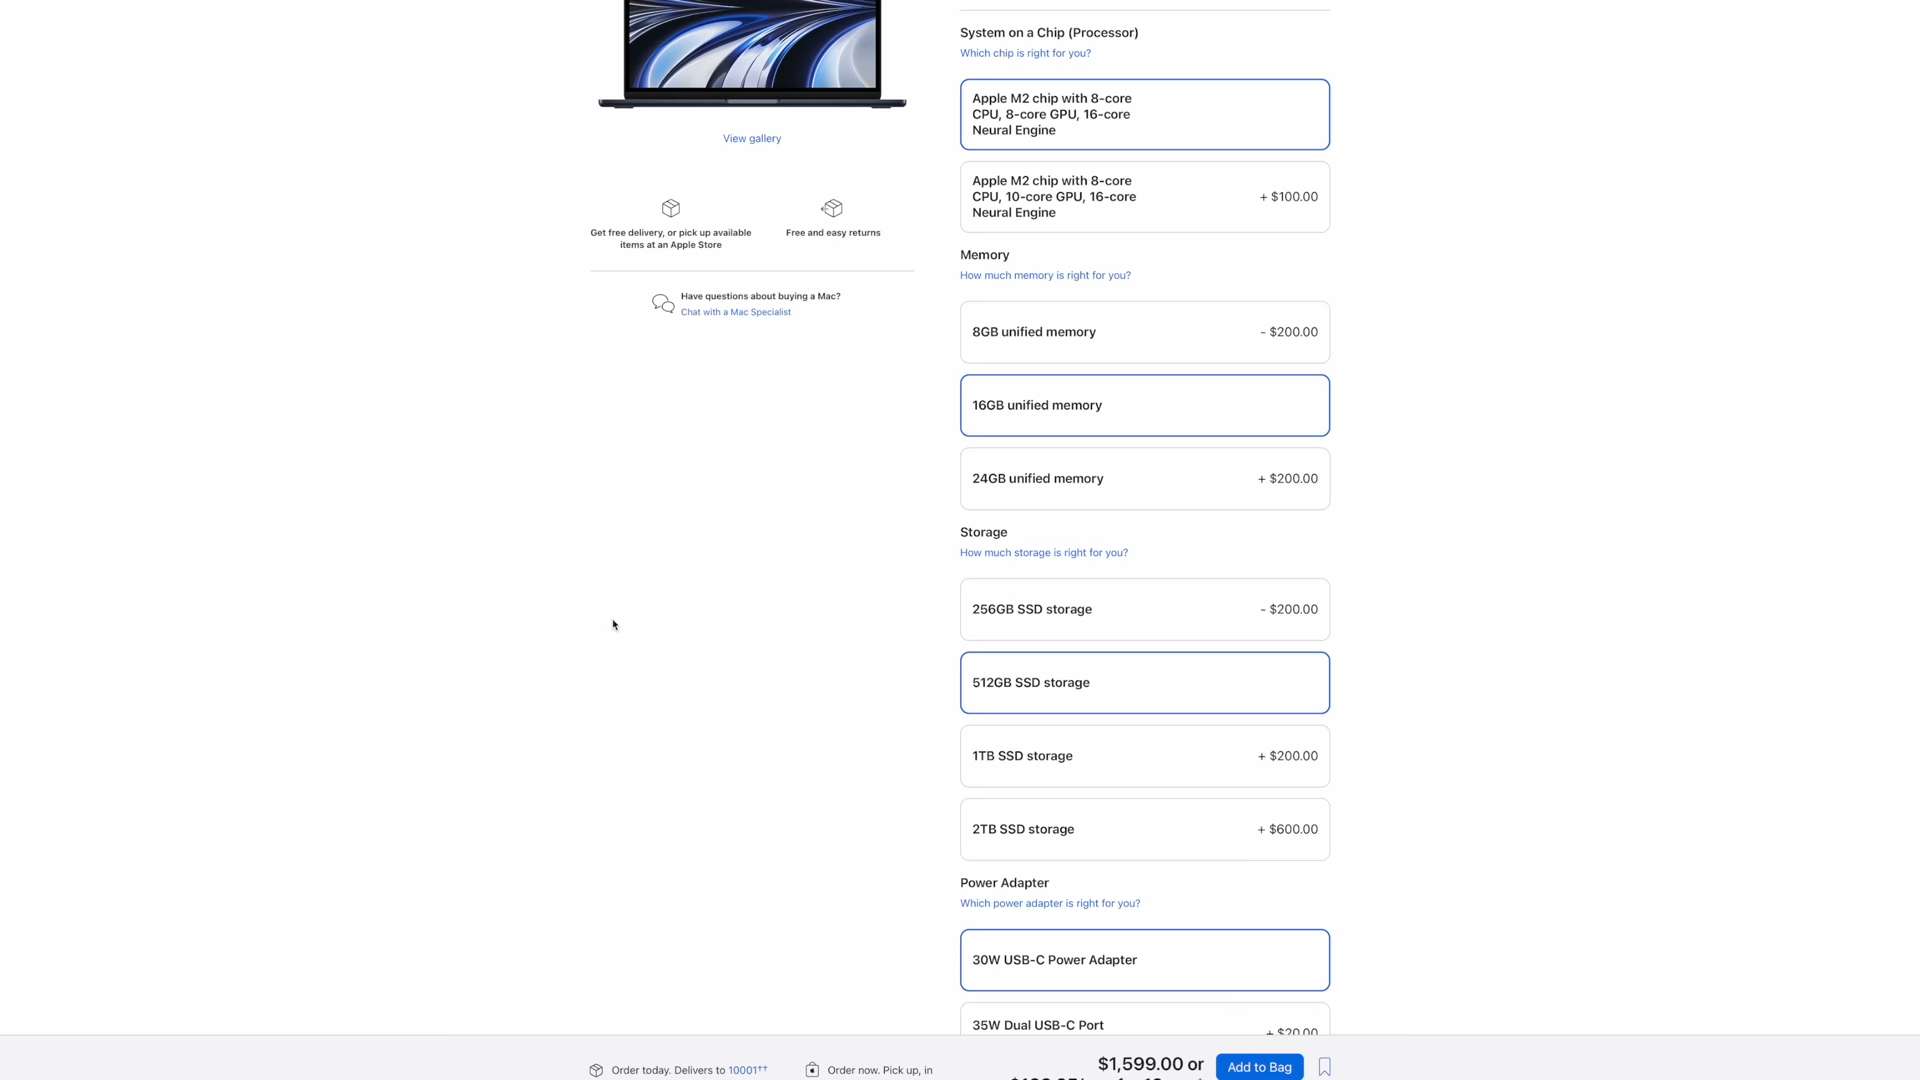 System on a Chip (Processor)
Which chip is right for you?
Apple M2 chip with 8-core
CPU, 8-core GPU, 16-core
Neural Engine
View gallery
Apple M2 chip with 8-core
CPU, 10-core GPU, 16-core
Neural Engine
+ $100.00
Get free delivery, or pick up available
items at an Apple Store
Free and easy returns
Have questions about buying a Mac?
Chat with a Mac Specialist
Memory
How much memory is right for you?
8GB unified memory - $200.00
16GB unified memory
24GB unified memory + $200.00
Storage
How much storage is right for you?
256GB SSD storage - $200.00
512GB SSD storage
1TB SSD storage + $200.00
2TB SSD storage + $600.00
Power Adapter
Which power adapter is right for you?
30W USB-C Power Adapter
35W Dual USB-C Port
+ $20.00
Order today. Delivers to 10001††
Order now. Pick up, in
$1,599.00 or
Add to Bag